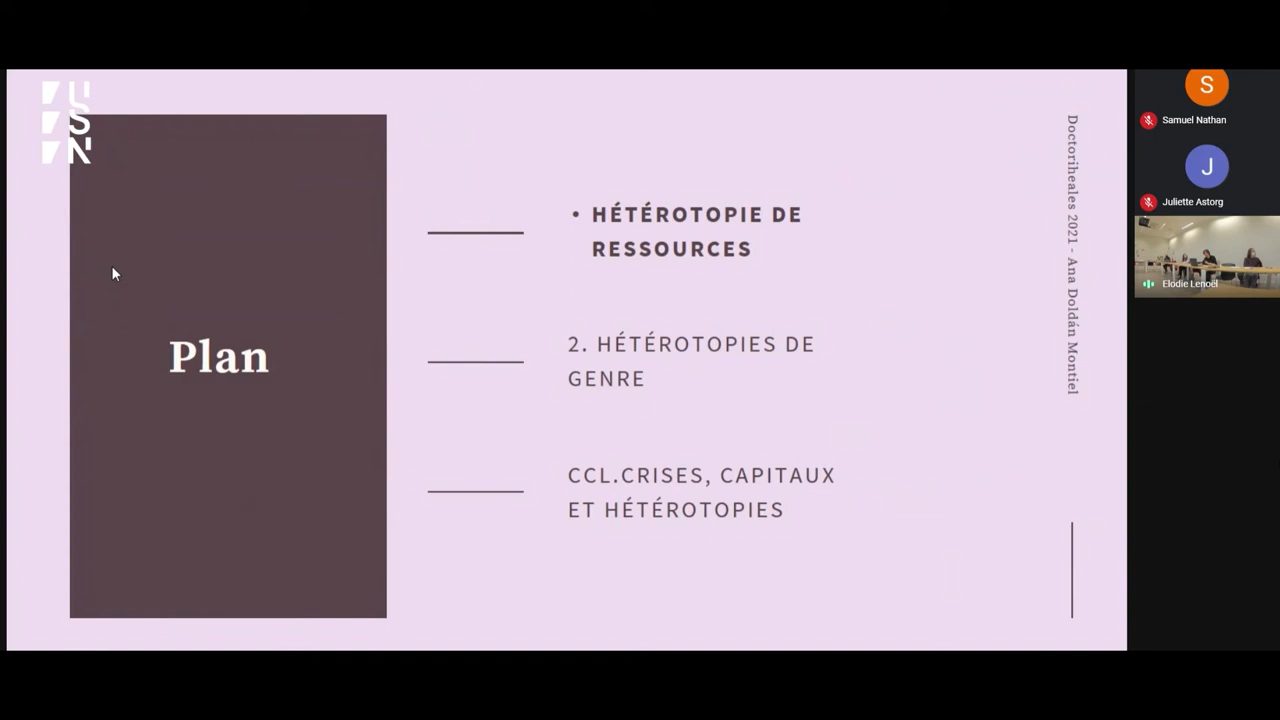 USN
Plan
• HÉTÉROTOPIE DE
RESSOURCES
2. HÉTÉROTOPIES DE
GENRE
CCL.CRISES, CAPITAUX
ET HÉTÉROTOPIES
Doctoriheales 2021 - Ana Doldán Montiel
S
Samuel Nathan
J
Juliette Astorg
Elodie Lenoël